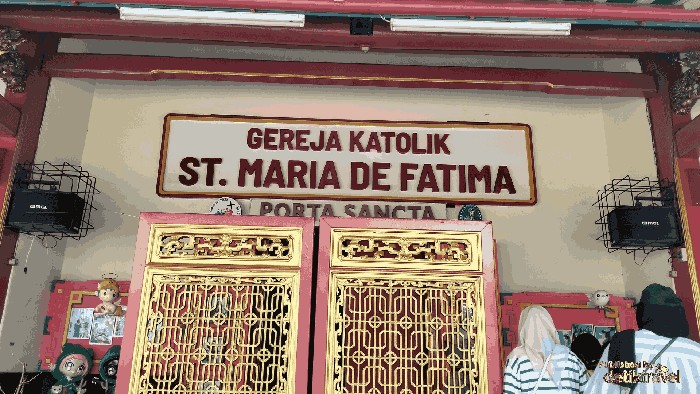 GEREJA KATOLIK
ST. MARIA DE FATIMA
PORTA SANCTA